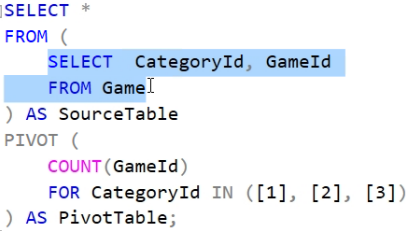 SELECT *
FROM (
SELECT CategoryId, GameId
FROM Game
) AS SourceTable
PIVOT (
COUNT(GameId)
FOR CategoryId IN ([1], [2], [3])
) AS PivotTable;